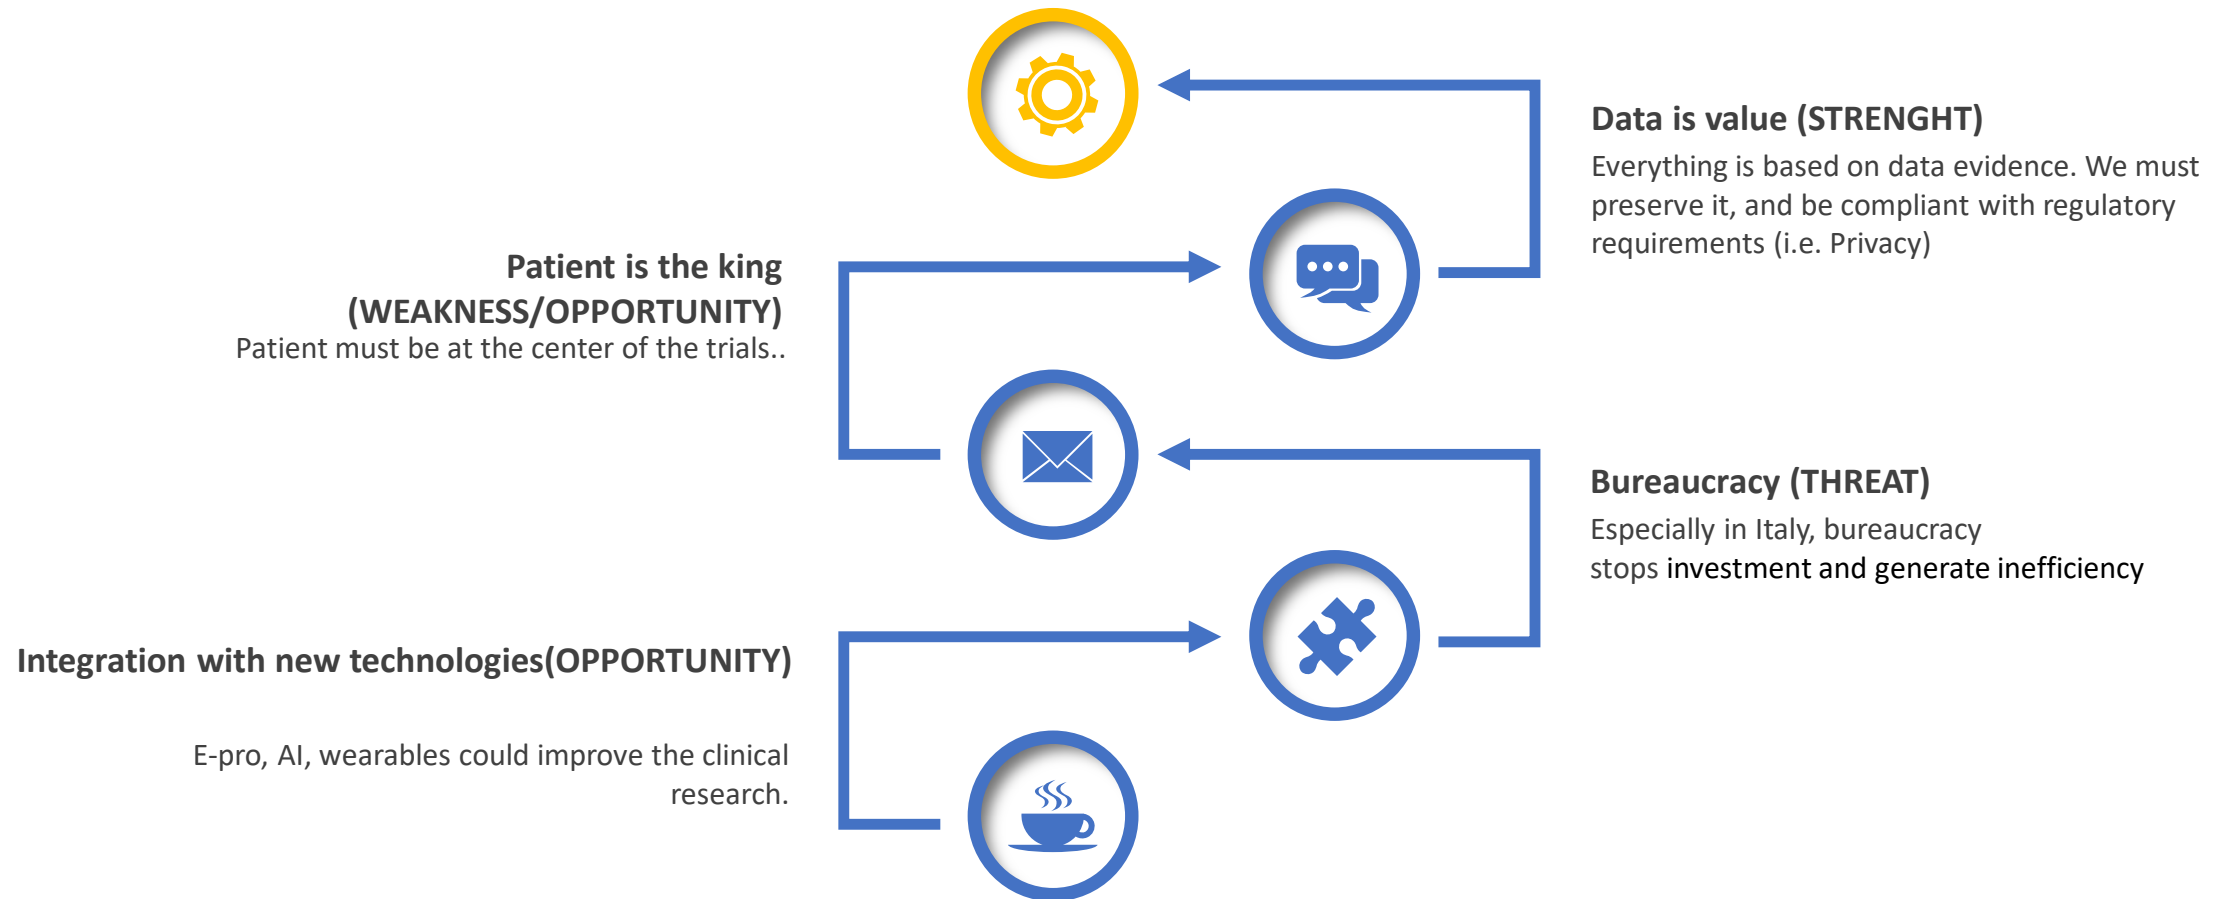 Data is value (STRENGHT)
Everything is based on data evidence. We must
preserve it, and be compliant with regulatory
requirements (i.e. Privacy)
Patient is the king
(WEAKNESS/OPPORTUNITY)
Patient must be at the center of the trials..
Bureaucracy (THREAT)
Especially in Italy, bureaucracy
stops investment and generate inefficiency
Integration with new technologies(OPPORTUNITY)
E-pro, AI, wearables could improve the clinical
research.